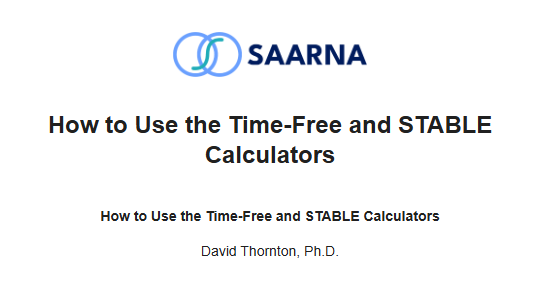 SAARNA
How to Use the Time-Free and STABLE
Calculators
How to Use the Time-Free and STABLE Calculators
David Thornton, Ph.D.